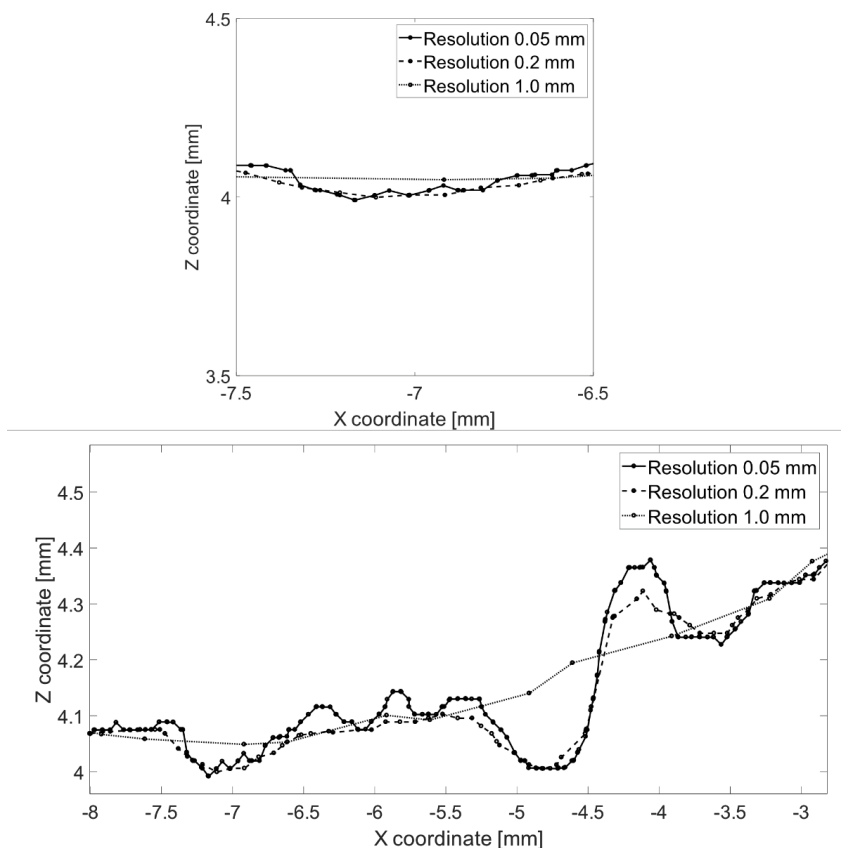 4.5
Resolution 0.05 mm
Resolution 0.2 mm
Resolution 1.0 mm
Z coordinate [mm]
4
3.5
-7.5
-7
-6.5
X coordinate [mm]
Resolution 0.05 mm
Resolution 0.2 mm
Resolution 1.0 mm
4.5
4.4
4.3
Z coordinate [mm]
4.2
4.1
4
-8
-7.5
-7
-6.5
-6
-5.5
-5
-4.5
-4
-3.5
-3
X coordinate [mm]